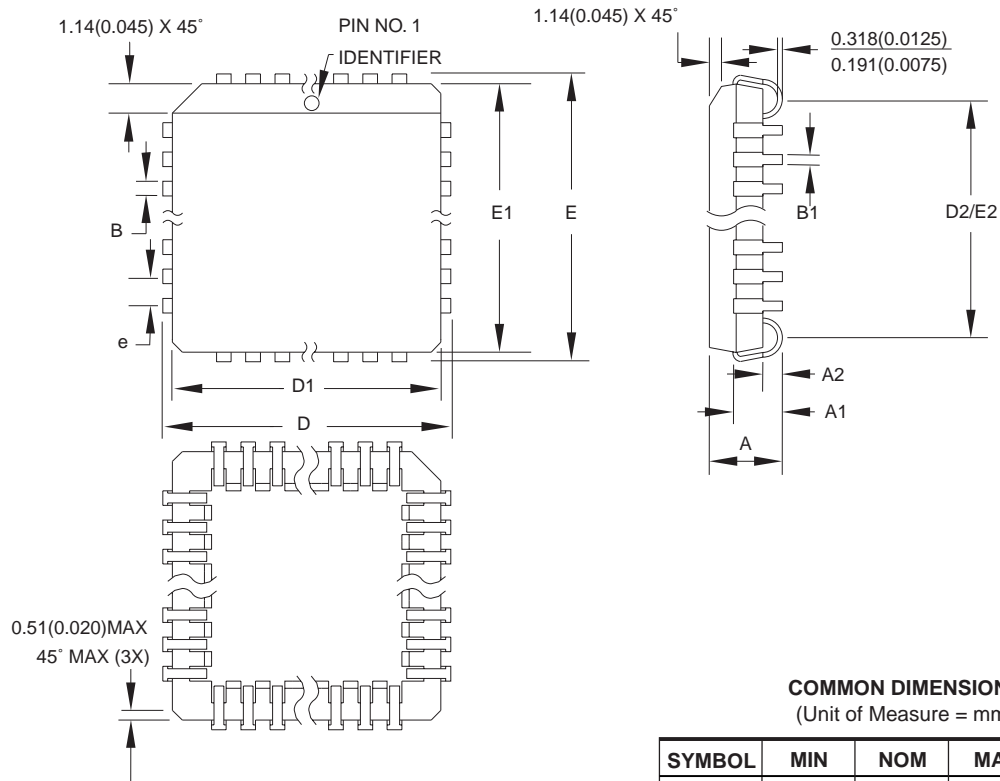 1.14(0.045) X 45˚
PIN NO. 1
IDENTIFIER
1.14(0.045) X 45˚
0.318(0.0125)
0.191(0.0075)
B
e
E1
E
B1
D2/E2
D1
D
A2
A1
A
0.51(0.020)MAX
45˚ MAX (3X)
COMMON DIMENSION
(Unit of Measure = mm
SYMBOL MIN NOM MA